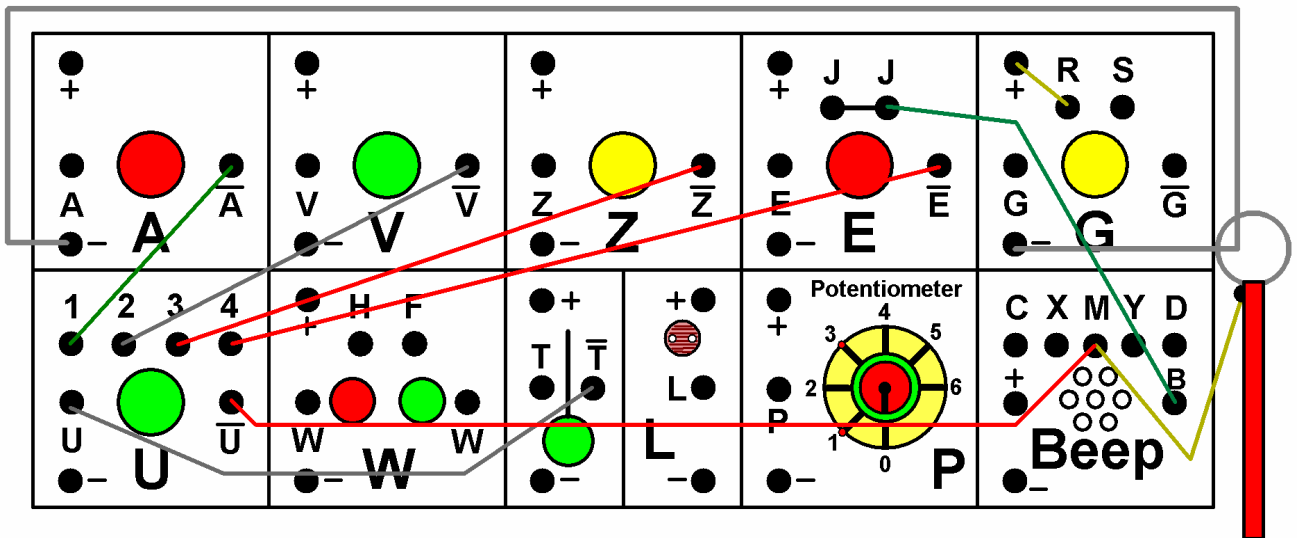 + + + + J J + R S
A A̅ V V̅ Z Z̅ E E̅ G G̅
− A − V − Z − E − G
1 2 3 4 + H F + + + Potentiometer C X M Y D
T T̅ L P 0 1 2 3 4 5 6 + B
U U̅ W W
− U − W − − L − P − Beep